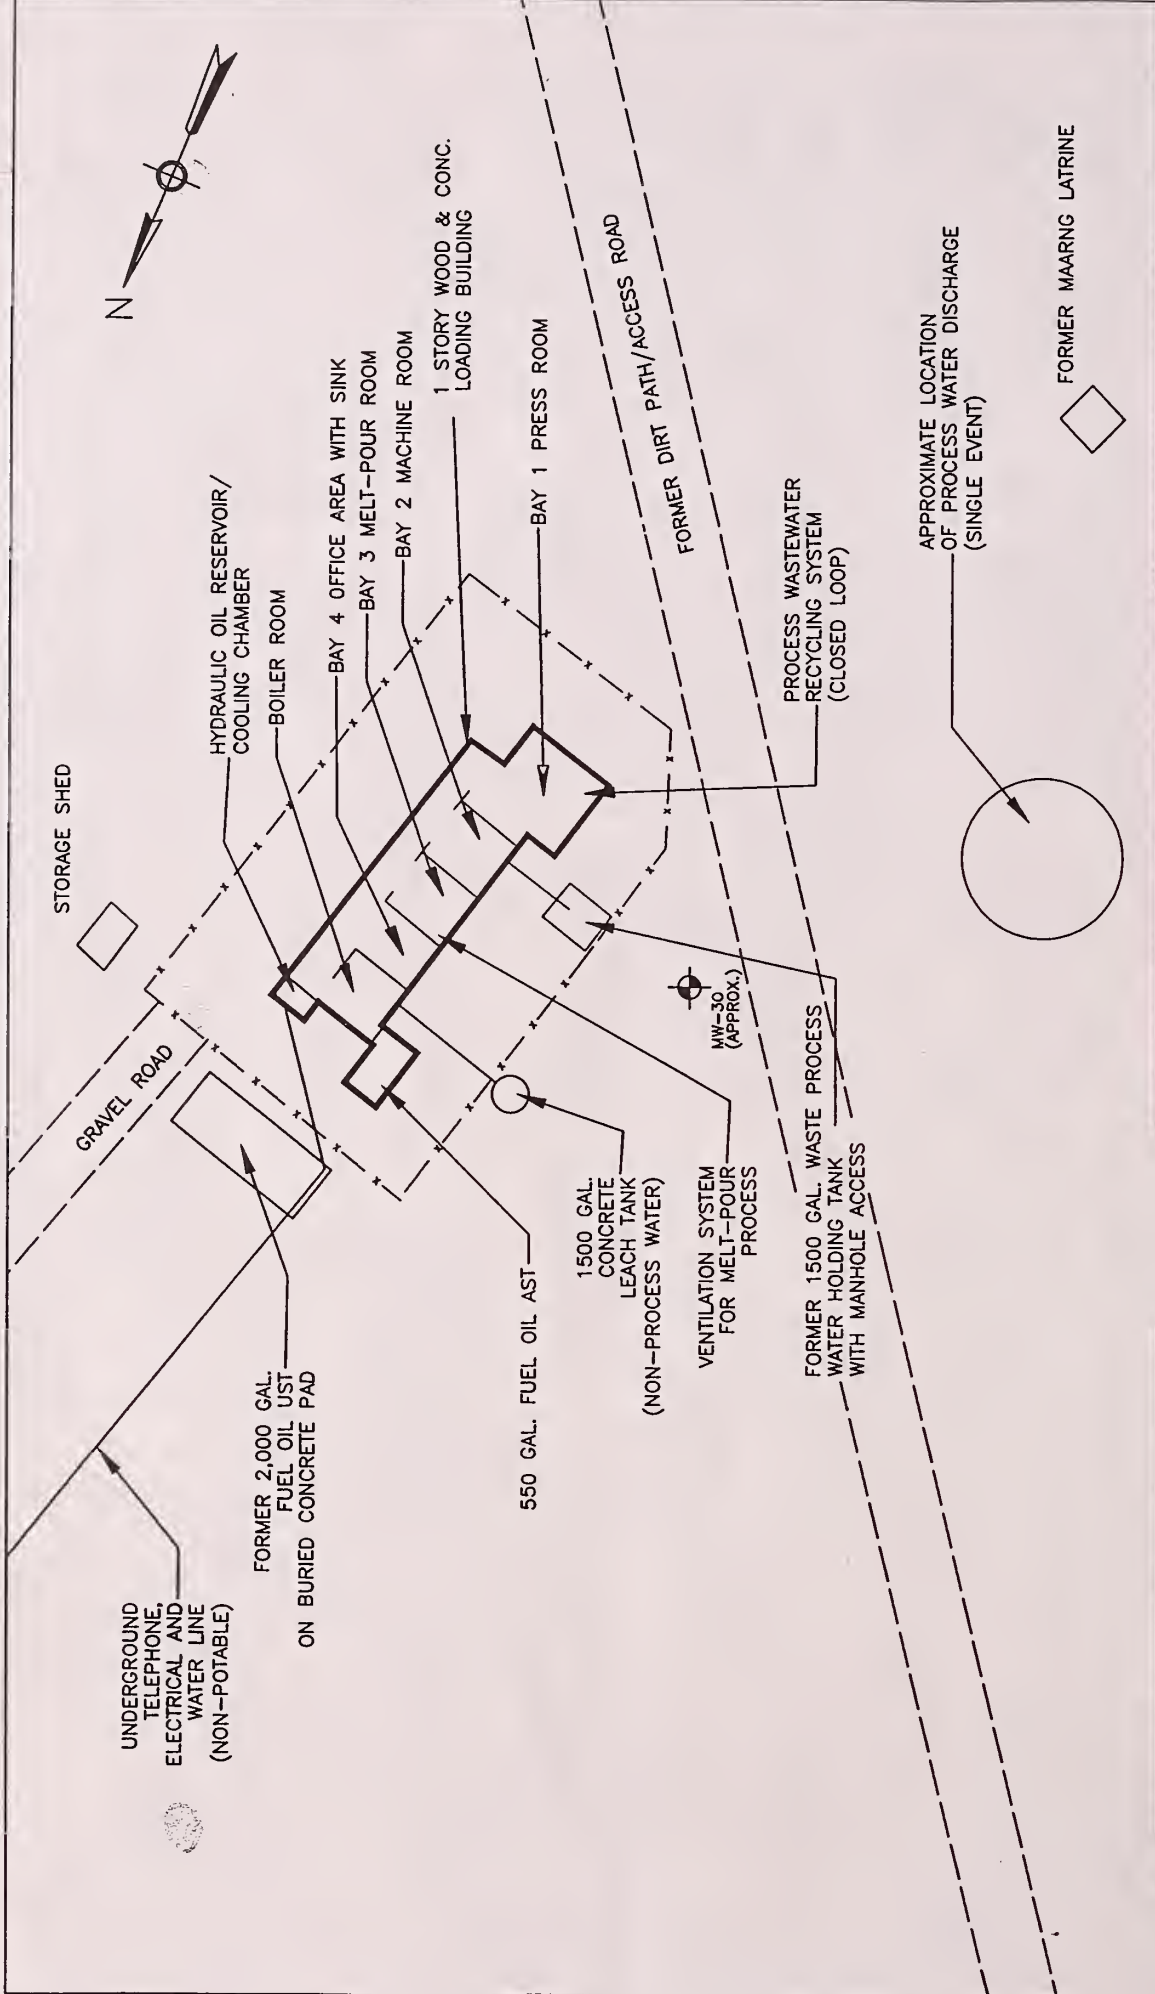 N
STORAGE SHED
HYDRAULIC OIL RESERVOIR/
COOLING CHAMBER
BOILER ROOM
BAY 4 OFFICE AREA WITH SINK
BAY 3 MELT-POUR ROOM
BAY 2 MACHINE ROOM
1 STORY WOOD & CONC.
LOADING BUILDING
BAY 1 PRESS ROOM
FORMER DIRT PATH/ACCESS ROAD
PROCESS WASTEWATER
RECYCLING SYSTEM
(CLOSED LOOP)
APPROXIMATE LOCATION
OF PROCESS WATER DISCHARGE
(SINGLE EVENT)
FORMER MAARNG LATRINE
GRAVEL ROAD
MW-30
(APPROX.)
UNDERGROUND
TELEPHONE,
ELECTRICAL AND
WATER LINE
(NON-POTABLE)
FORMER 2,000 GAL.
FUEL OIL UST
ON BURIED CONCRETE PAD
550 GAL. FUEL OIL AST
1500 GAL.
CONCRETE
LEACH TANK
(NON-PROCESS WATER)
VENTILATION SYSTEM
FOR MELT-POUR
PROCESS
FORMER 1500 GAL. WASTE PROCESS
WATER HOLDING TANK
WITH MANHOLE ACCESS